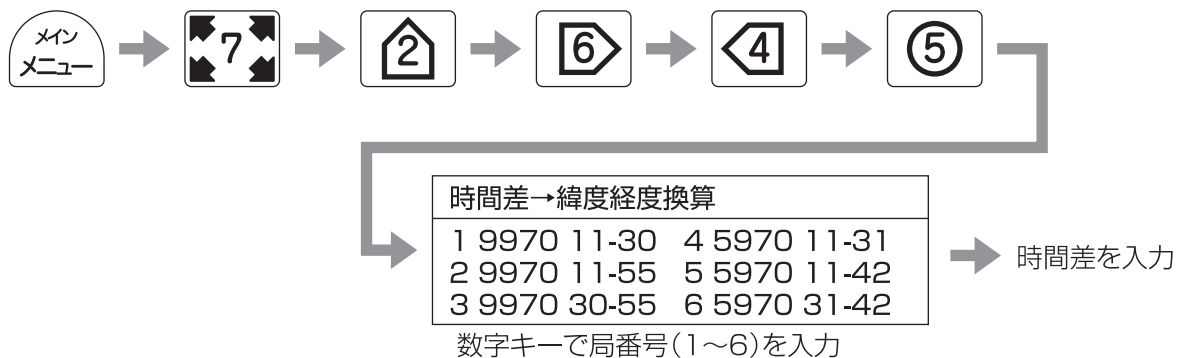 メイン
メニュー
7
2
6
4
5
時間差→緯度経度換算
1 9970 11-30 4 5970 11-31
2 9970 11-55 5 5970 11-42
3 9970 30-55 6 5970 31-42
時間差を入力
数字キーで局番号(1~6)を入力